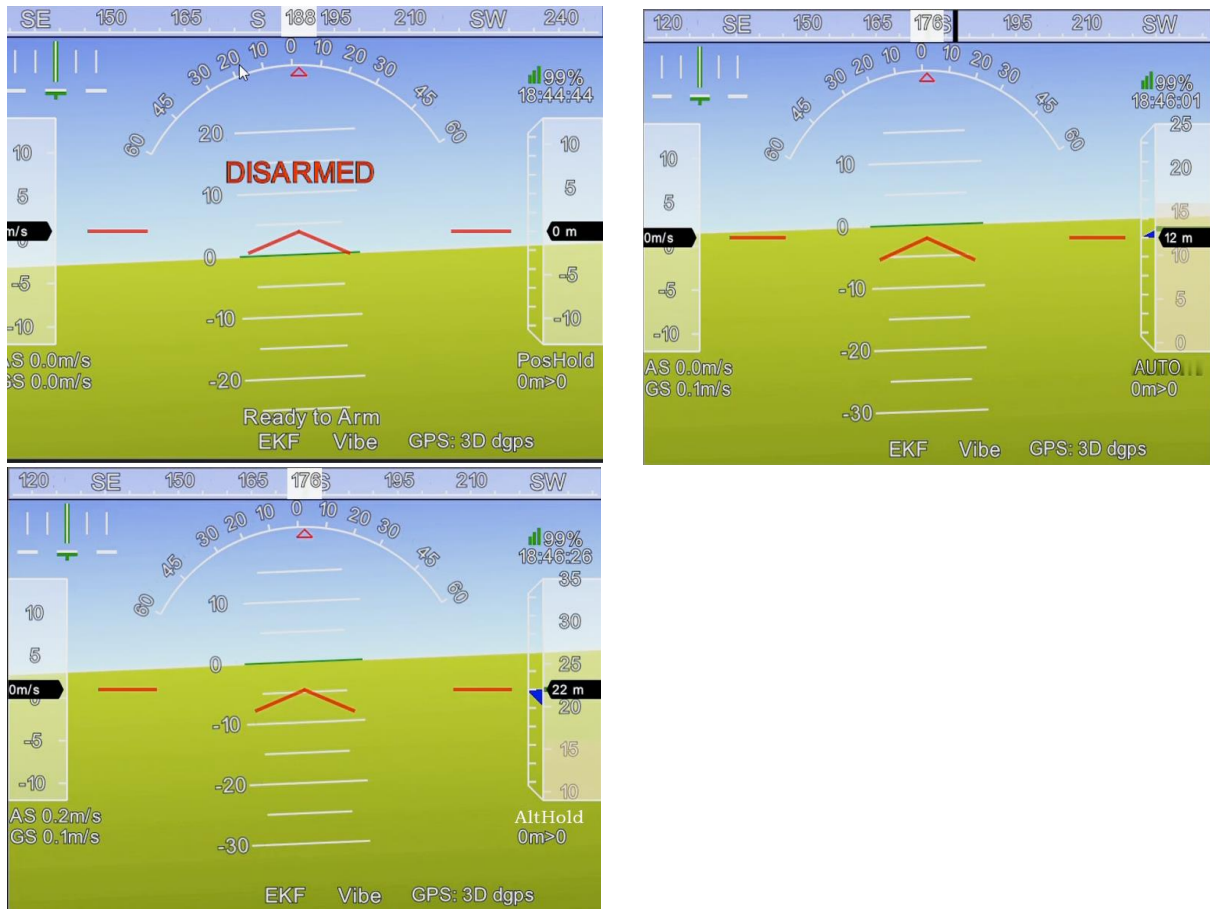 SE 150 165 S 188 195 210 SW 240
60 45 30 20 10 0 10 20 30 45 60
99%
18:44:44
20
DISARMED
10
0
-10
-20
10
5
0
-5
-10
m/s
10
5
0 m
-5
-10
AS 0.0m/s
GS 0.0m/s
PosHold
0m>0
Ready to Arm
EKF Vibe GPS: 3D dgps
120 SE 150 165 176 S 195 210 SW
60 45 30 20 10 0 10 20 30 45 60
99%
18:46:01
10
0
-10
-20
-30
10
5
0m/s
0
-5
-10
25
20
15
12 m
10
5
0
AS 0.0m/s
GS 0.1m/s
AUTO
0m>0
EKF Vibe GPS: 3D dgps
120 SE 150 165 176 S 195 210 SW
60 45 30 20 10 0 10 20 30 45 60
99%
18:46:26
10
0
-10
-20
-30
10
5
0m/s
0
-5
-10
35
30
25
22 m
20
15
10
AS 0.2m/s
GS 0.1m/s
AltHold
0m>0
EKF Vibe GPS: 3D dgps